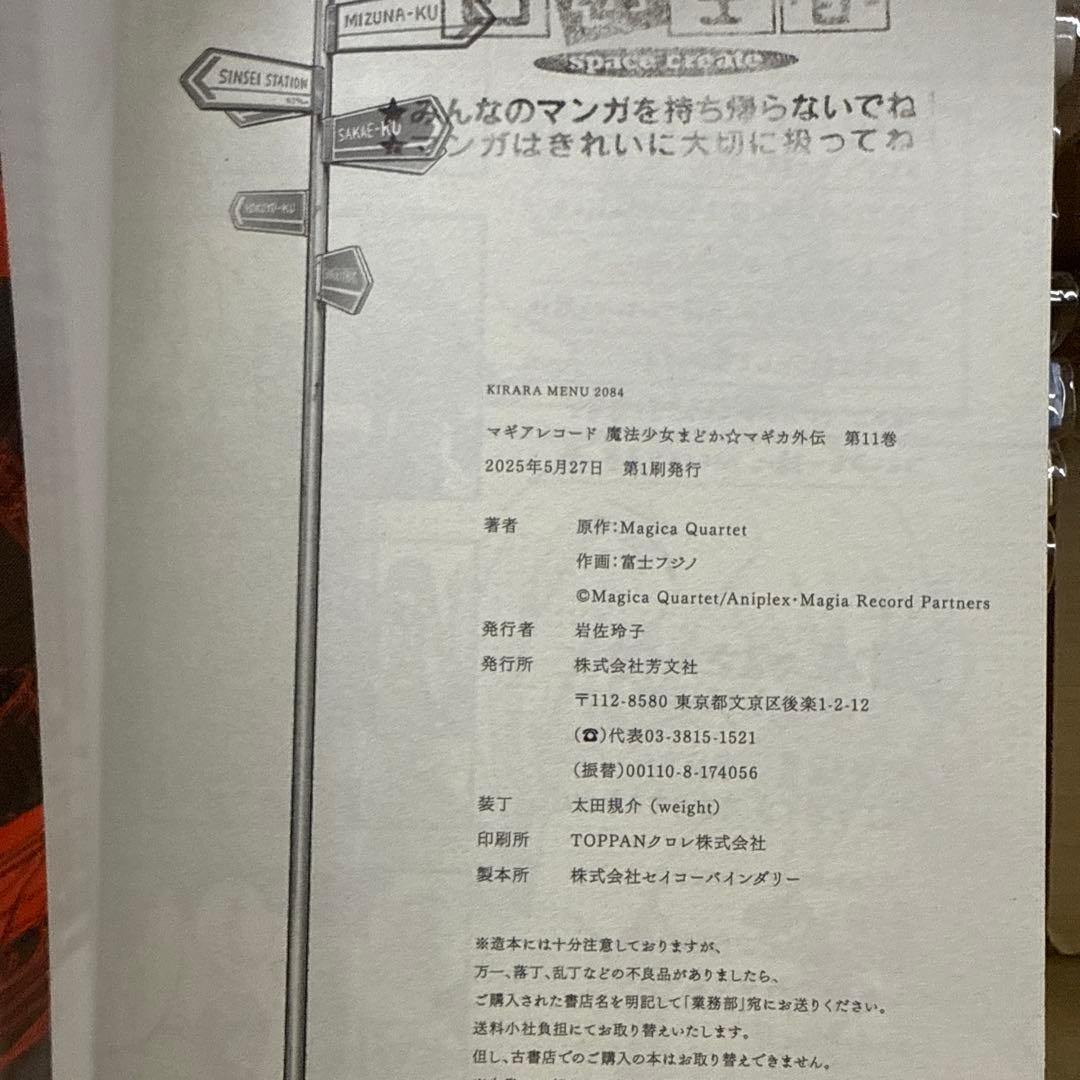 MIZUNA-KU
space create
SINSEI STATION
★みんなのマンガを持ち帰らないでね
SAKAE-KU
★マンガはきれいに大切に扱ってね
KIRARA MENU 2084
マギアレコード 魔法少女まどか☆マギカ外伝　第11巻
2025年5月27日　第1刷発行
著者　原作：Magica Quartet
作画：富士フジノ
©Magica Quartet/Aniplex・Magia Record Partners
発行者　岩佐玲子
発行所　株式会社芳文社
〒112-8580 東京都文京区後楽1-2-12
(☎)代表03-3815-1521
(振替)00110-8-174056
装丁　太田規介 (weight)
印刷所　TOPPANクロレ株式会社
製本所　株式会社セイコーバインダリー
※造本には十分注意しておりますが、
万一、落丁、乱丁などの不良品がありましたら、
ご購入された書店名を明記して「業務部」宛にお送りください。
送料小社負担にてお取り替えいたします。
但し、古書店でのご購入の本はお取り替えできません。